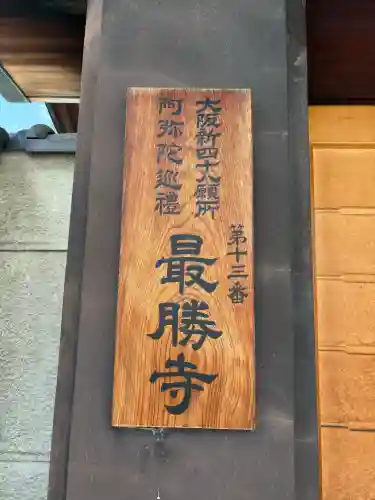 大阪新四十八願所
阿弥陀巡禮
第十三番
最勝寺